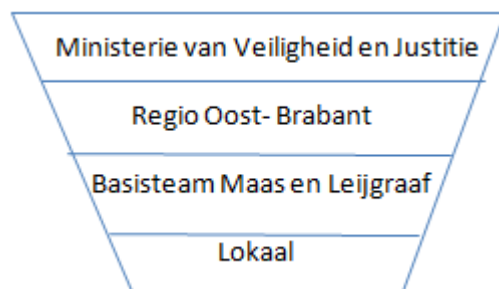 Ministerie van Veiligheid en Justitie
Regio Oost- Brabant
Basisteam Maas en Leijgraaf
Lokaal